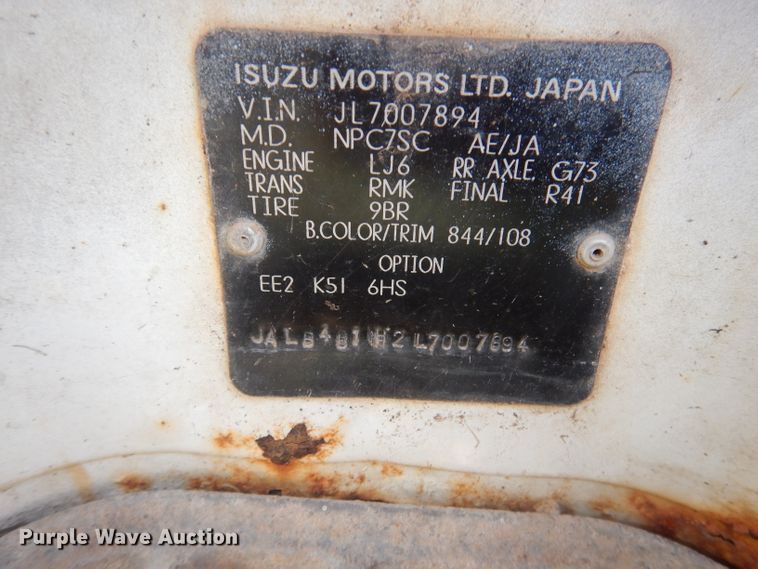 ISUZU MOTORS LTD. JAPAN
V.I.N. JL7007894
M.D. NPC7SC AE/JA
ENGINE LJ6 RR AXLE G73
TRANS RMK FINAL R41
TIRE 9BR
B.COLOR/TRIM 844/108
OPTION
EE2 K51 6HS
JALB4B1H2L7007894
Purple Wave Auction